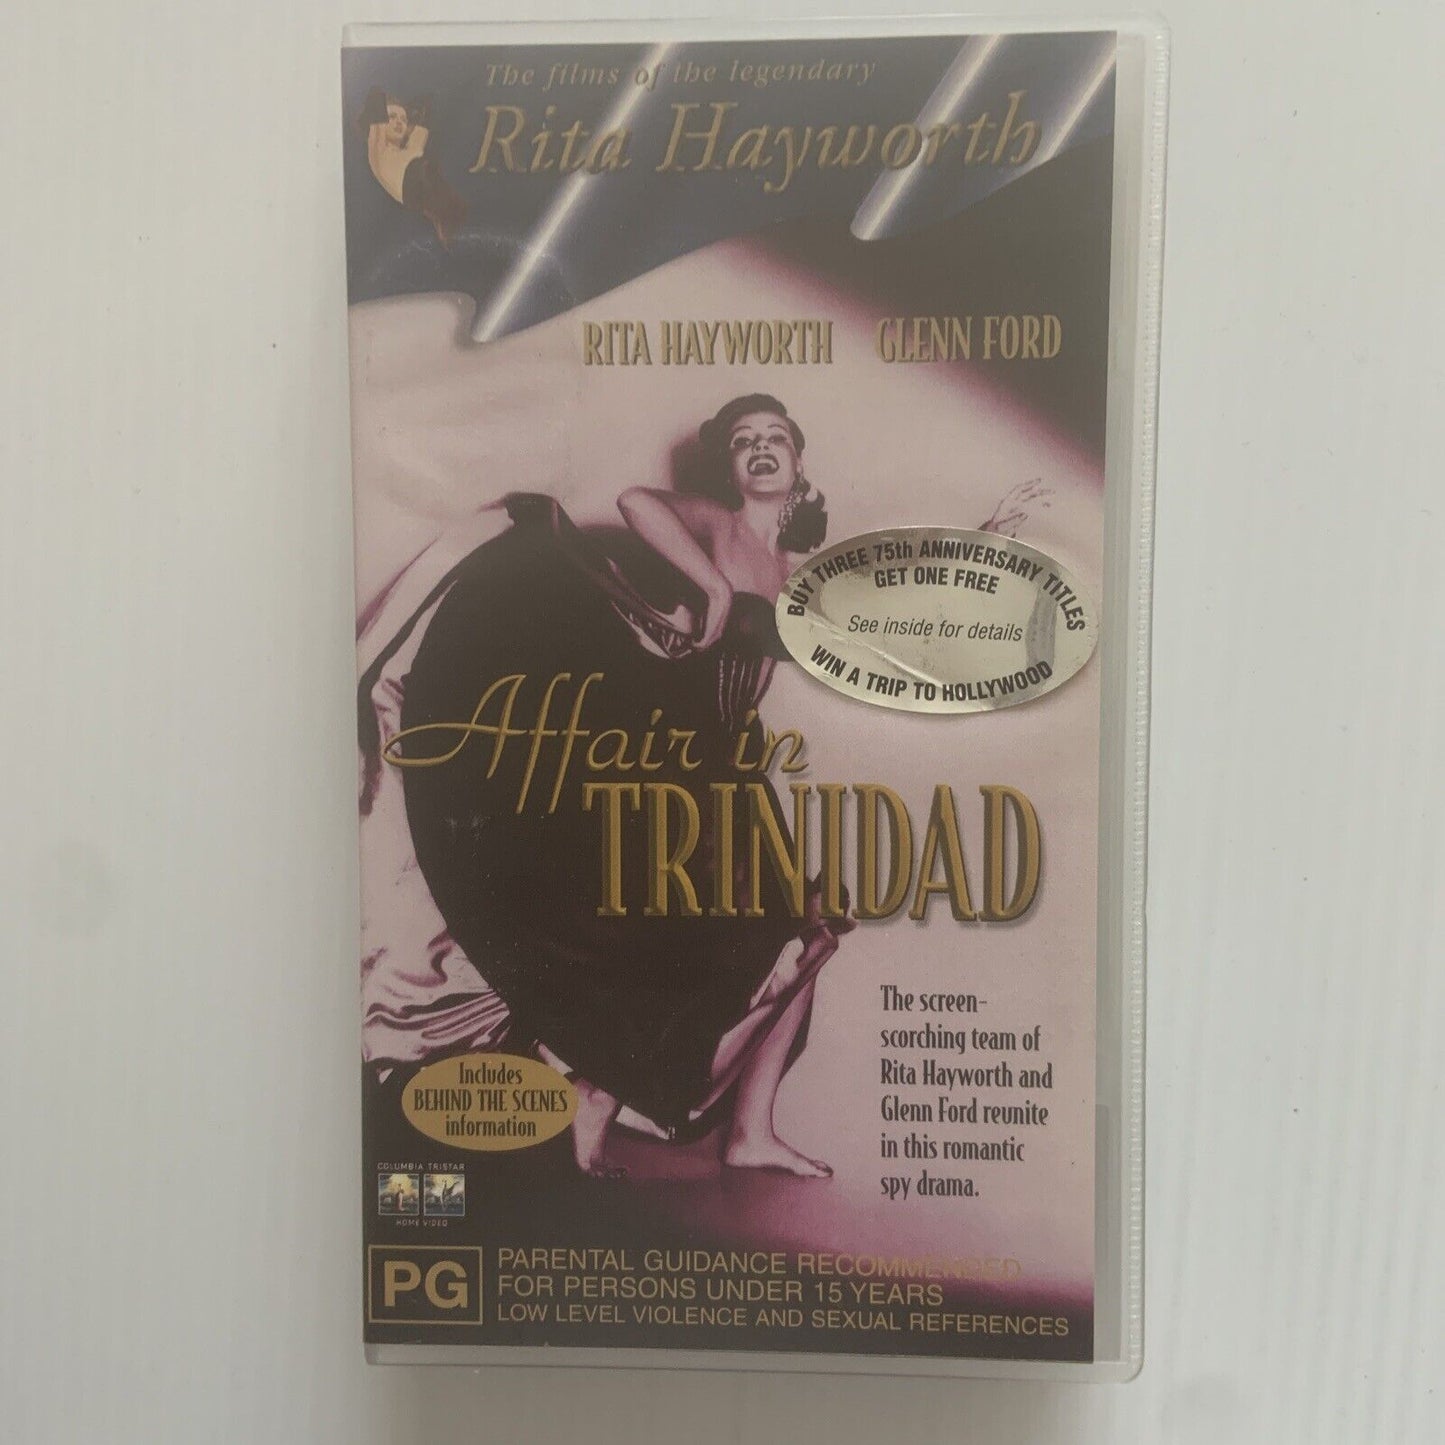 The films of the legendary
Rita Hayworth
RITA HAYWORTH GLENN FORD
BUY THREE 75th ANNIVERSARY TITLES
GET ONE FREE
See inside for details
WIN A TRIP TO HOLLYWOOD
Affair in
TRINIDAD
The screen-
scorching team of
Rita Hayworth and
Glenn Ford reunite
in this romantic
spy drama.
Includes
BEHIND THE SCENES
information
COLUMBIA TRISTAR
HOME VIDEO
PG
PARENTAL GUIDANCE RECOMMENDED
FOR PERSONS UNDER 15 YEARS
LOW LEVEL VIOLENCE AND SEXUAL REFERENCES